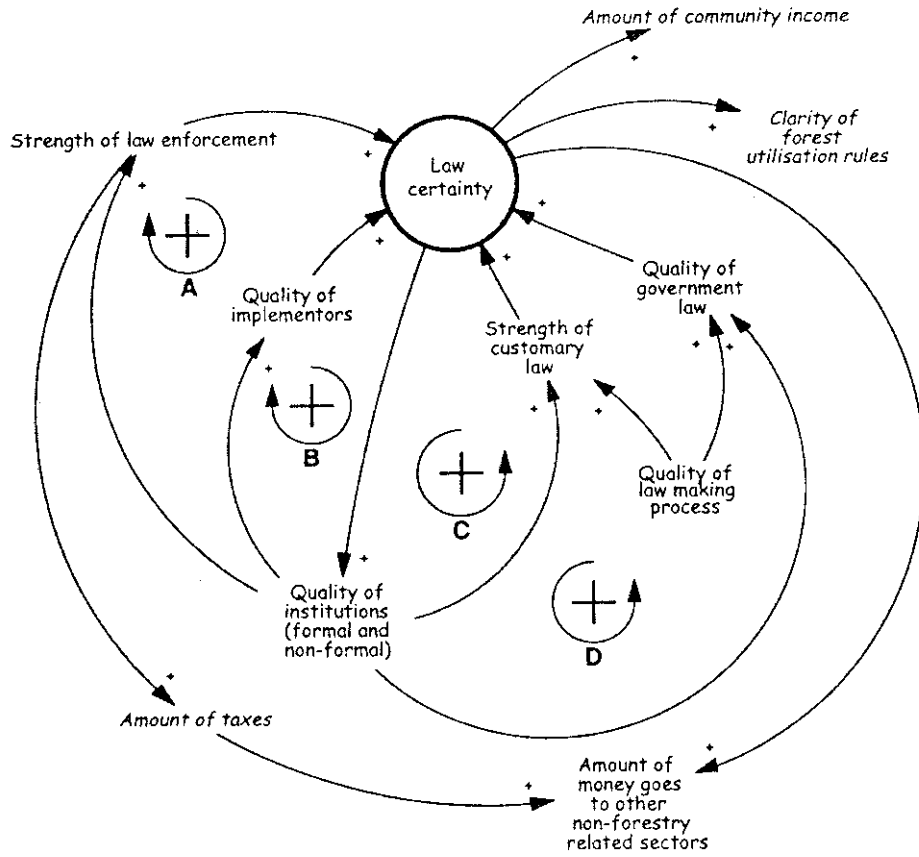 Amount of community income
+
Strength of law enforcement
+
+
Clarity of
forest
utilisation rules
+
Law
certainty
+
+
+
+
A
Quality of
implementors
+
Quality of
government
law
+ +
Strength of
customary
law
+ +
+
B
+
C
Quality of
law making
process
+
Quality of
institutions
(formal and
non-formal)
+
D
+
Amount of taxes
+
+
Amount of
money goes
to other
non-forestry
related sectors